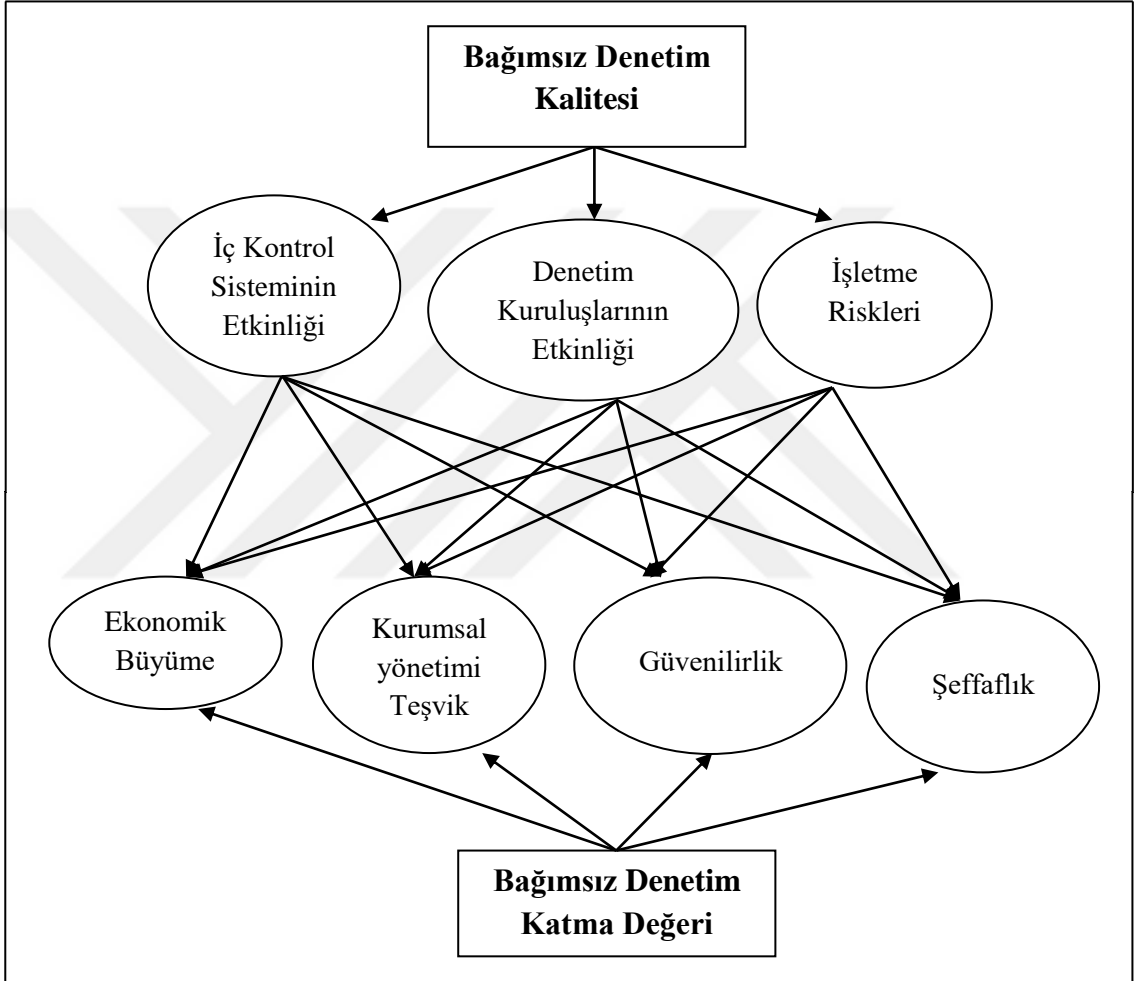 Bağımsız Denetim
Kalitesi
İç Kontrol
Sisteminin
Etkinliği
Denetim
Kuruluşlarının
Etkinliği
İşletme
Riskleri
Ekonomik
Büyüme
Kurumsal
yönetimi
Teşvik
Güvenilirlik
Şeffaflık
Bağımsız Denetim
Katma Değeri